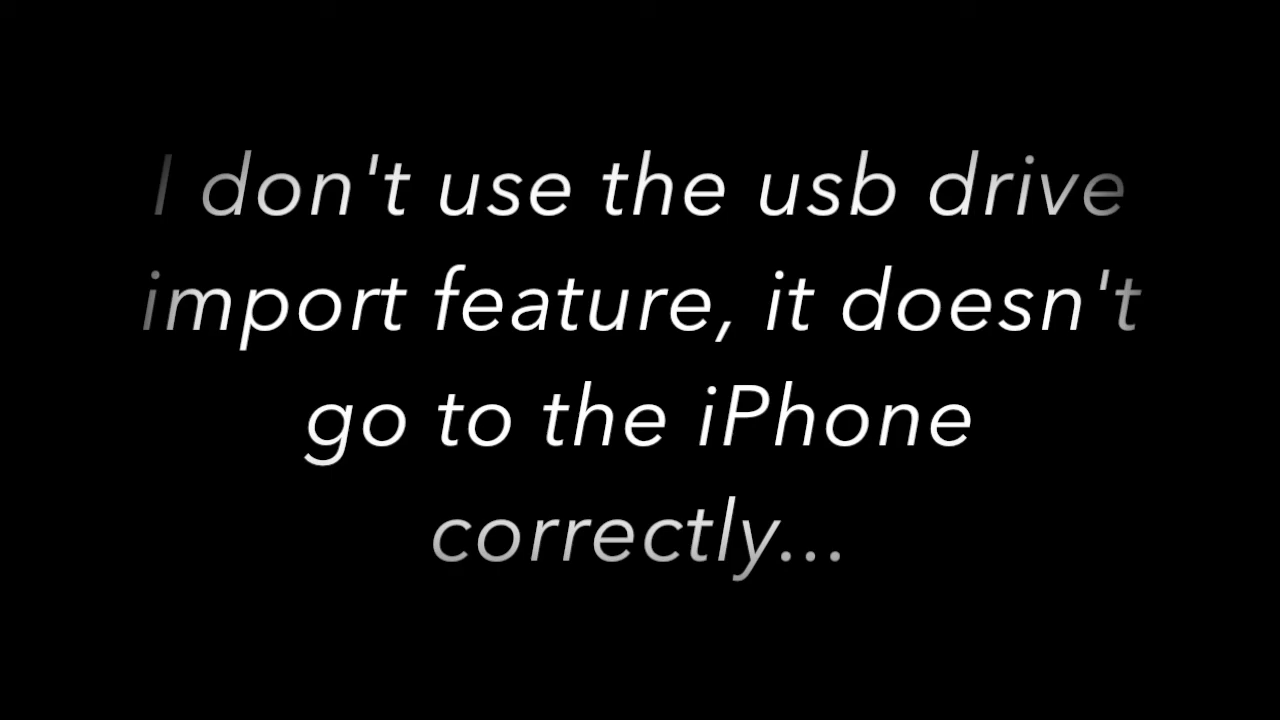 I don't use the usb drive
import feature, it doesn't
go to the iPhone
correctly...